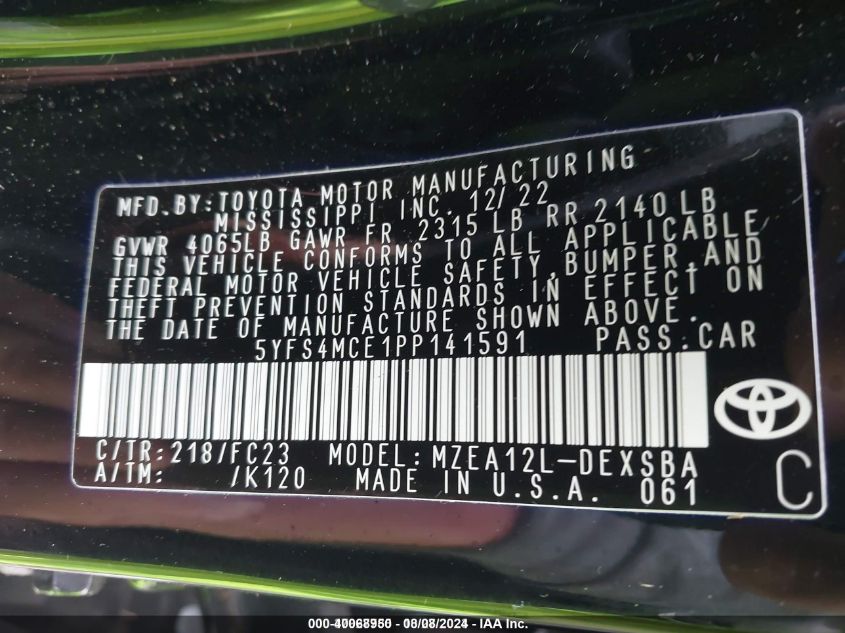 MFD. BY: TOYOTA MOTOR MANUFACTURING
MISSISSIPPI INC. 12/22
GVWR 4065LB GAWR FR 2315 LB RR 2140 LB
THIS VEHICLE CONFORMS TO ALL APPLICABLE
FEDERAL MOTOR VEHICLE SAFETY, BUMPER, AND
THEFT PREVENTION STANDARDS IN EFFECT ON
THE DATE OF MANUFACTURE SHOWN ABOVE.
5YFS4MCE1PP141591 PASS. CAR
C/TR: 218/FC23 MODEL: MZEA12L-DEXSBA
A/TM: /K120 MADE IN U.S.A. 061
C
- IAA Inc.